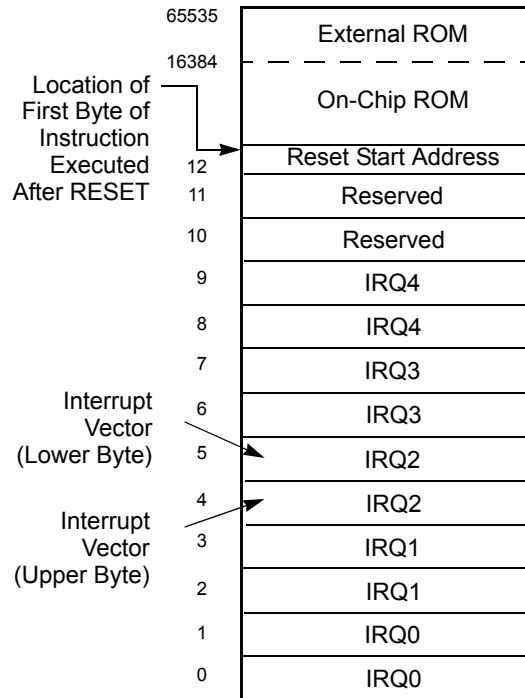 65535
External ROM
16384
Location of
First Byte of
Instruction
Executed
After RESET
On-Chip ROM
12
Reset Start Address
11
Reserved
10
Reserved
9
IRQ4
8
IRQ4
7
IRQ3
6
IRQ3
Interrupt
Vector
(Lower Byte)
5
IRQ2
4
IRQ2
Interrupt
Vector
(Upper Byte)
3
IRQ1
2
IRQ1
1
IRQ0
0
IRQ0